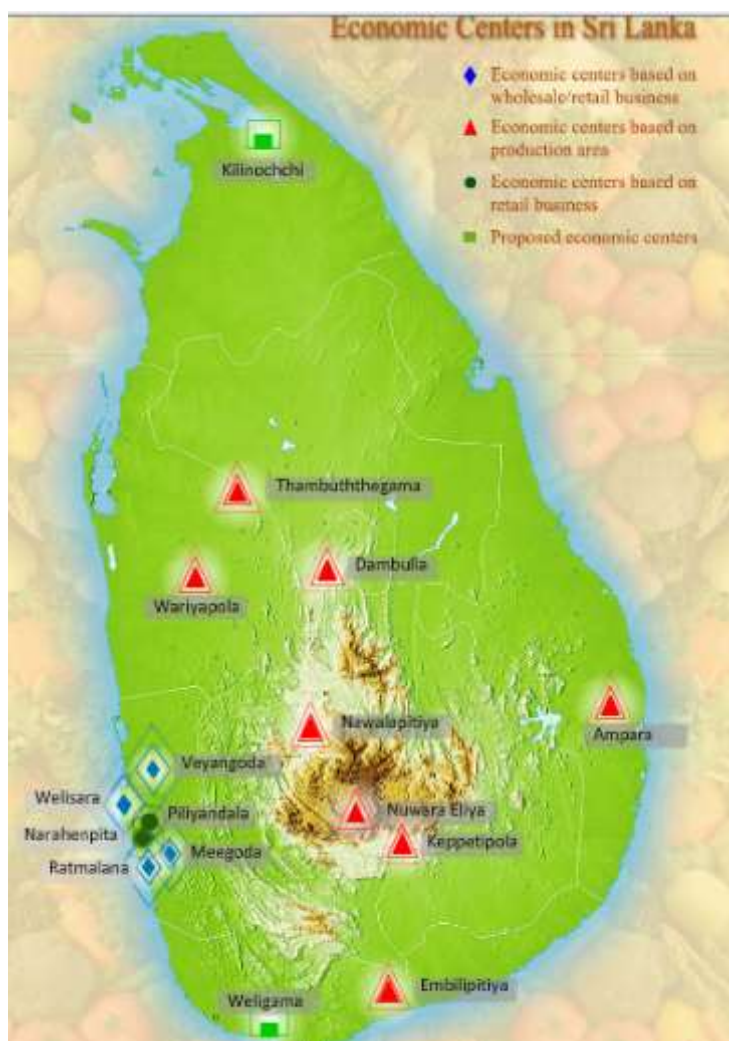 Economic Centers in Sri Lanka
Economic centers based on
wholesale/retail business
Economic centers based on
production area
Economic centers based on
retail business
Proposed economic centers
Kilinochchi
Thambuththegama
Dambulla
Wariyapola
Nawalapitiya
Ampara
Veyangoda
Welisara
Piliyandala
Nuwara Eliya
Narahenpita
Keppetipola
Meegoda
Ratmalana
Embilipitiya
Weligama